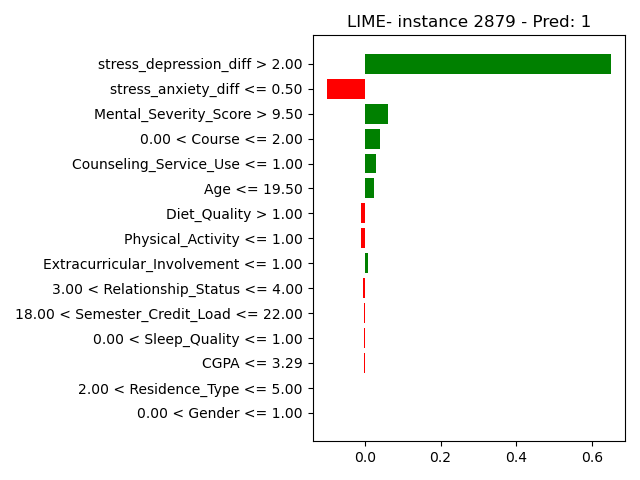 LIME- instance 2879 - Pred: 1
stress_depression_diff > 2.00
stress_anxiety_diff <= 0.50
Mental_Severity_Score > 9.50
0.00 < Course <= 2.00
Counseling_Service_Use <= 1.00
Age <= 19.50
Diet_Quality > 1.00
Physical_Activity <= 1.00
Extracurricular_Involvement <= 1.00
3.00 < Relationship_Status <= 4.00
18.00 < Semester_Credit_Load <= 22.00
0.00 < Sleep_Quality <= 1.00
CGPA <= 3.29
2.00 < Residence_Type <= 5.00
0.00 < Gender <= 1.00
0.0 0.2 0.4 0.6